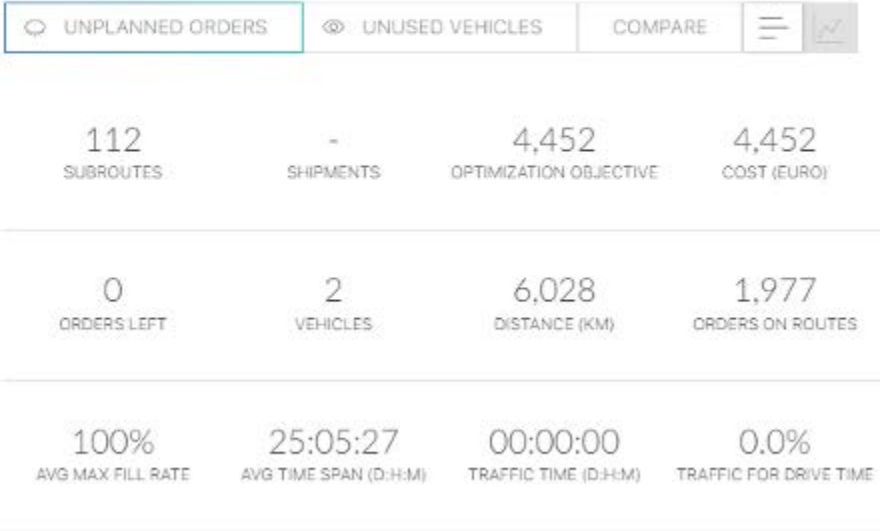 UNPLANNED ORDERS UNUSED VEHICLES COMPARE
112 - 4,452 4,452
SUBROUTES SHIPMENTS OPTIMIZATION OBJECTIVE COST (EURO)
0 2 6,028 1,977
ORDERS LEFT VEHICLES DISTANCE (KM) ORDERS ON ROUTES
100% 25:05:27 00:00:00 0.0%
AVG MAX FILL RATE AVG TIME SPAN (D:H:M) TRAFFIC TIME (D:H:M) TRAFFIC FOR DRIVE TIME